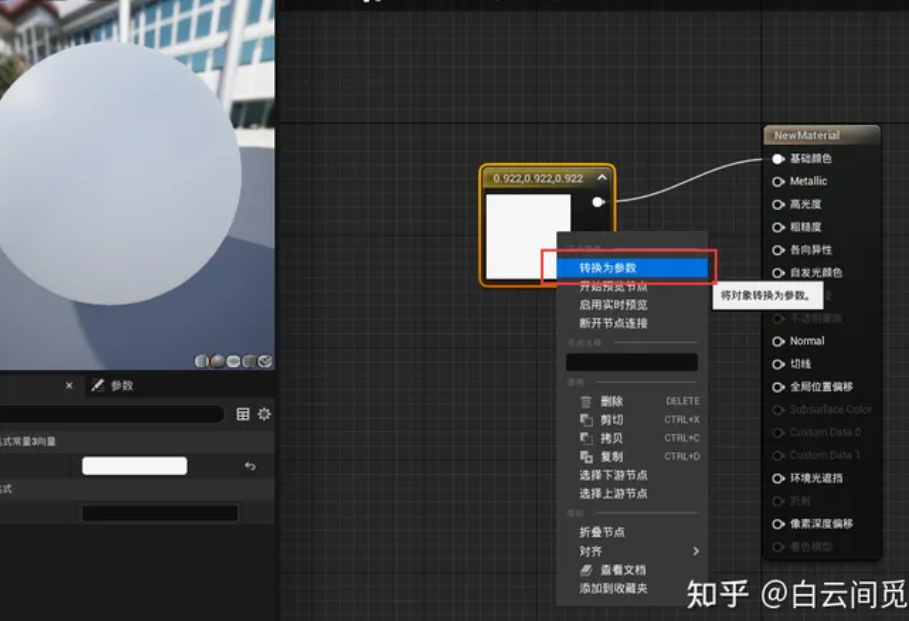 NewMaterial
0.922,0.922,0.922
基础颜色
Metallic
高光度
粗糙度
各向异性
自发光颜色
不透明蒙版
Normal
切线
全局位置偏移
Subsurface Color
Custom Data 0
Custom Data 1
环境光遮挡
折射
像素深度偏移
着色模型
转换为参数
将对象转换为参数。
开始预览节点
启用实时预览
断开节点连接
节点注释
通用
删除 DELETE
剪切 CTRL+X
拷贝 CTRL+C
复制 CTRL+D
选择下游节点
选择上游节点
组织
折叠节点
对齐
查看文档
添加到收藏夹
参数
式常量3向量
式
知乎 @白云间觅